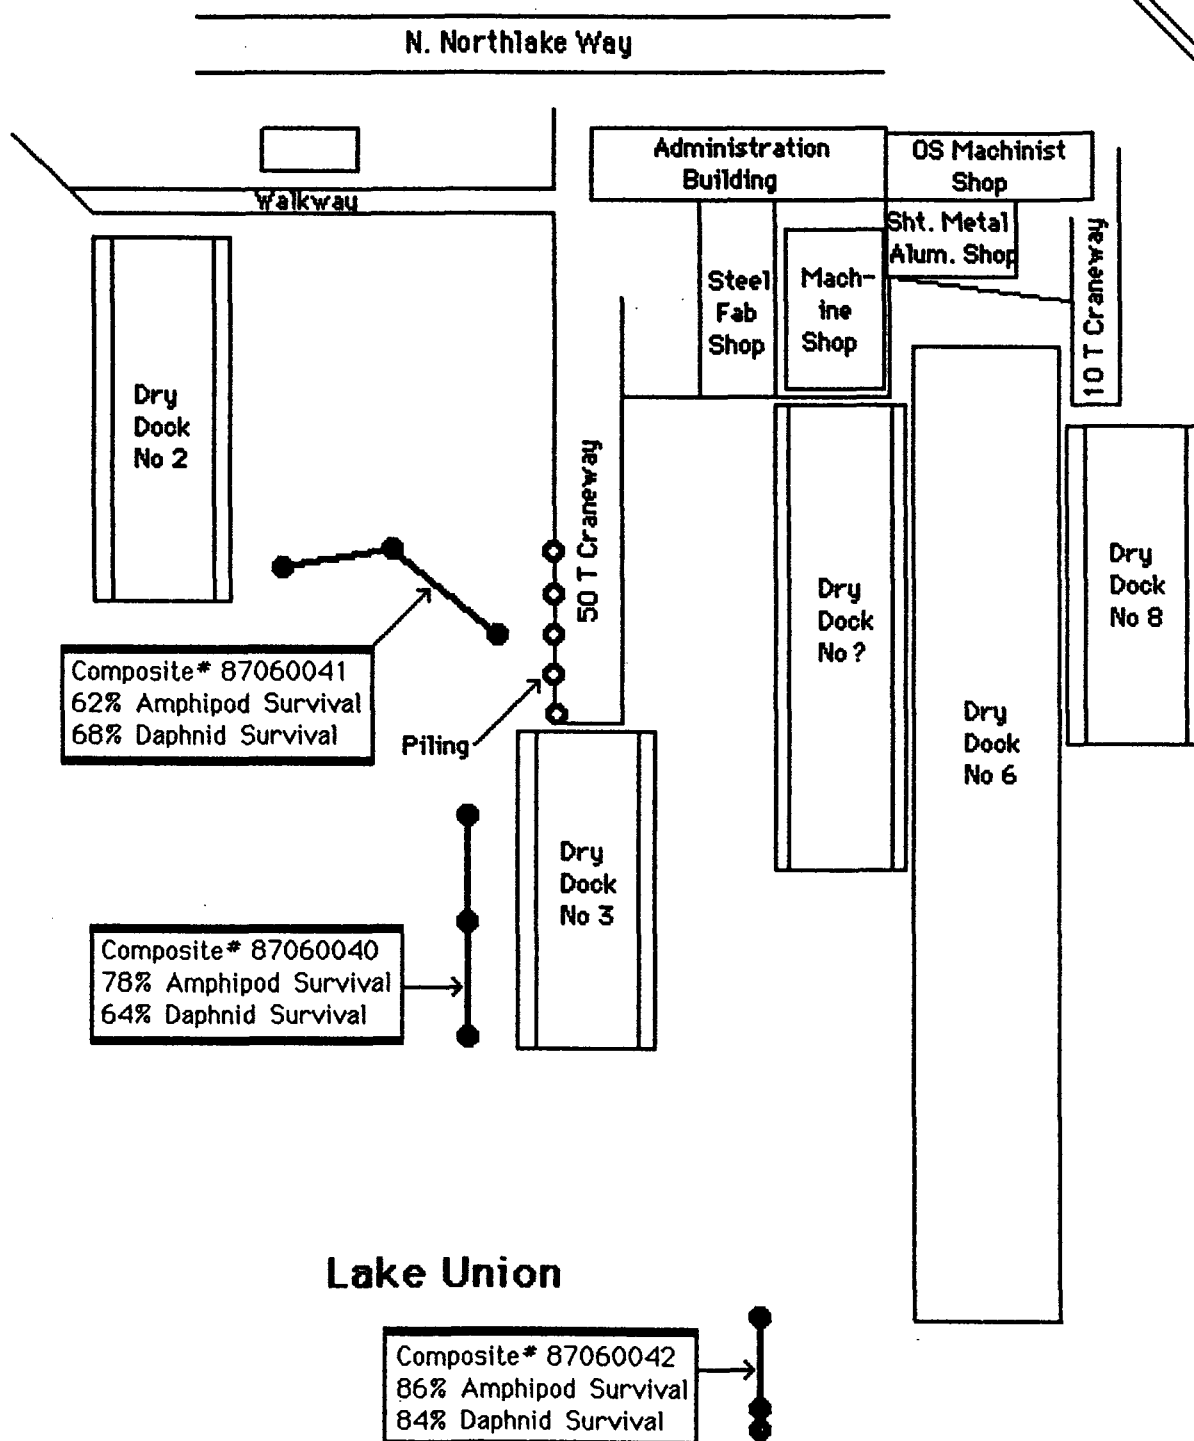 N. Northlake Way
Administration
Building
OS Machinist
Shop
Walkway
Sht. Metal
Alum. Shop
Steel
Fab
Shop
Mach-
ine
Shop
10 T Craneway
Dry
Dock
No 2
50 T Craneway
Dry
Dock
No ?
Dry
Dock
No 8
Composite# 87060041
62% Amphipod Survival
68% Daphnid Survival
Piling
Dry
Dock
No 6
Dry
Dock
No 3
Composite# 87060040
78% Amphipod Survival
64% Daphnid Survival
Lake Union
Composite# 87060042
86% Amphipod Survival
84% Daphnid Survival